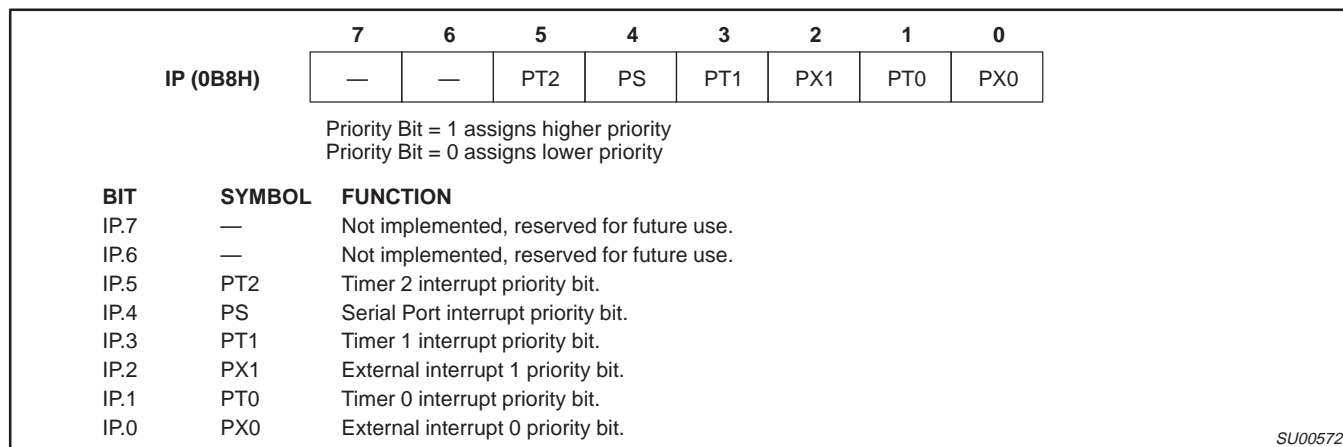 7 6 5 4 3 2 1 0
IP (0B8H) — — PT2 PS PT1 PX1 PT0 PX0
Priority Bit = 1 assigns higher priority
Priority Bit = 0 assigns lower priority
BIT SYMBOL FUNCTION
IP.7 — Not implemented, reserved for future use.
IP.6 — Not implemented, reserved for future use.
IP.5 PT2 Timer 2 interrupt priority bit.
IP.4 PS Serial Port interrupt priority bit.
IP.3 PT1 Timer 1 interrupt priority bit.
IP.2 PX1 External interrupt 1 priority bit.
IP.1 PT0 Timer 0 interrupt priority bit.
IP.0 PX0 External interrupt 0 priority bit.
SU00572